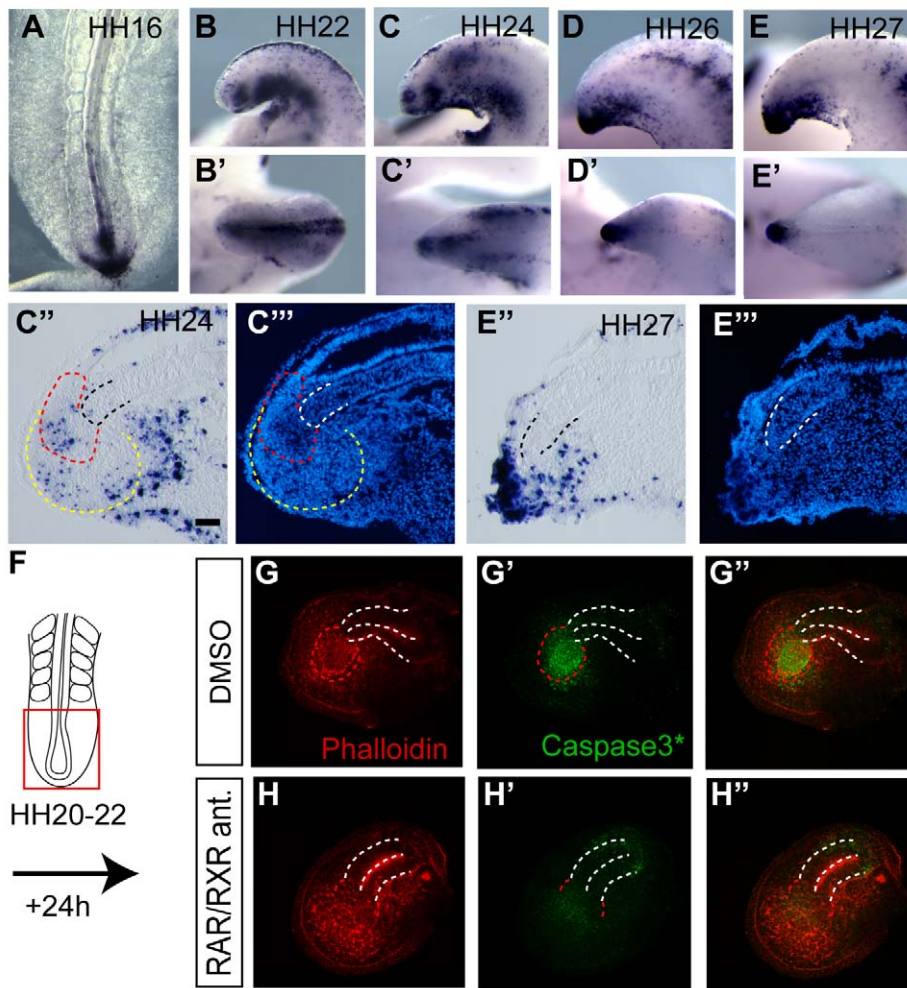 A HH16
B HH22
C HH24
D HH26
E HH27
B’
C’
D’
E’
C’’ HH24
C’’’
E’’ HH27
E’’’
F
HH20-22
+24h
DMSO
G
Phalloidin
G’
Caspase3*
G’’
RAR/RXR ant.
H
H’
H’’